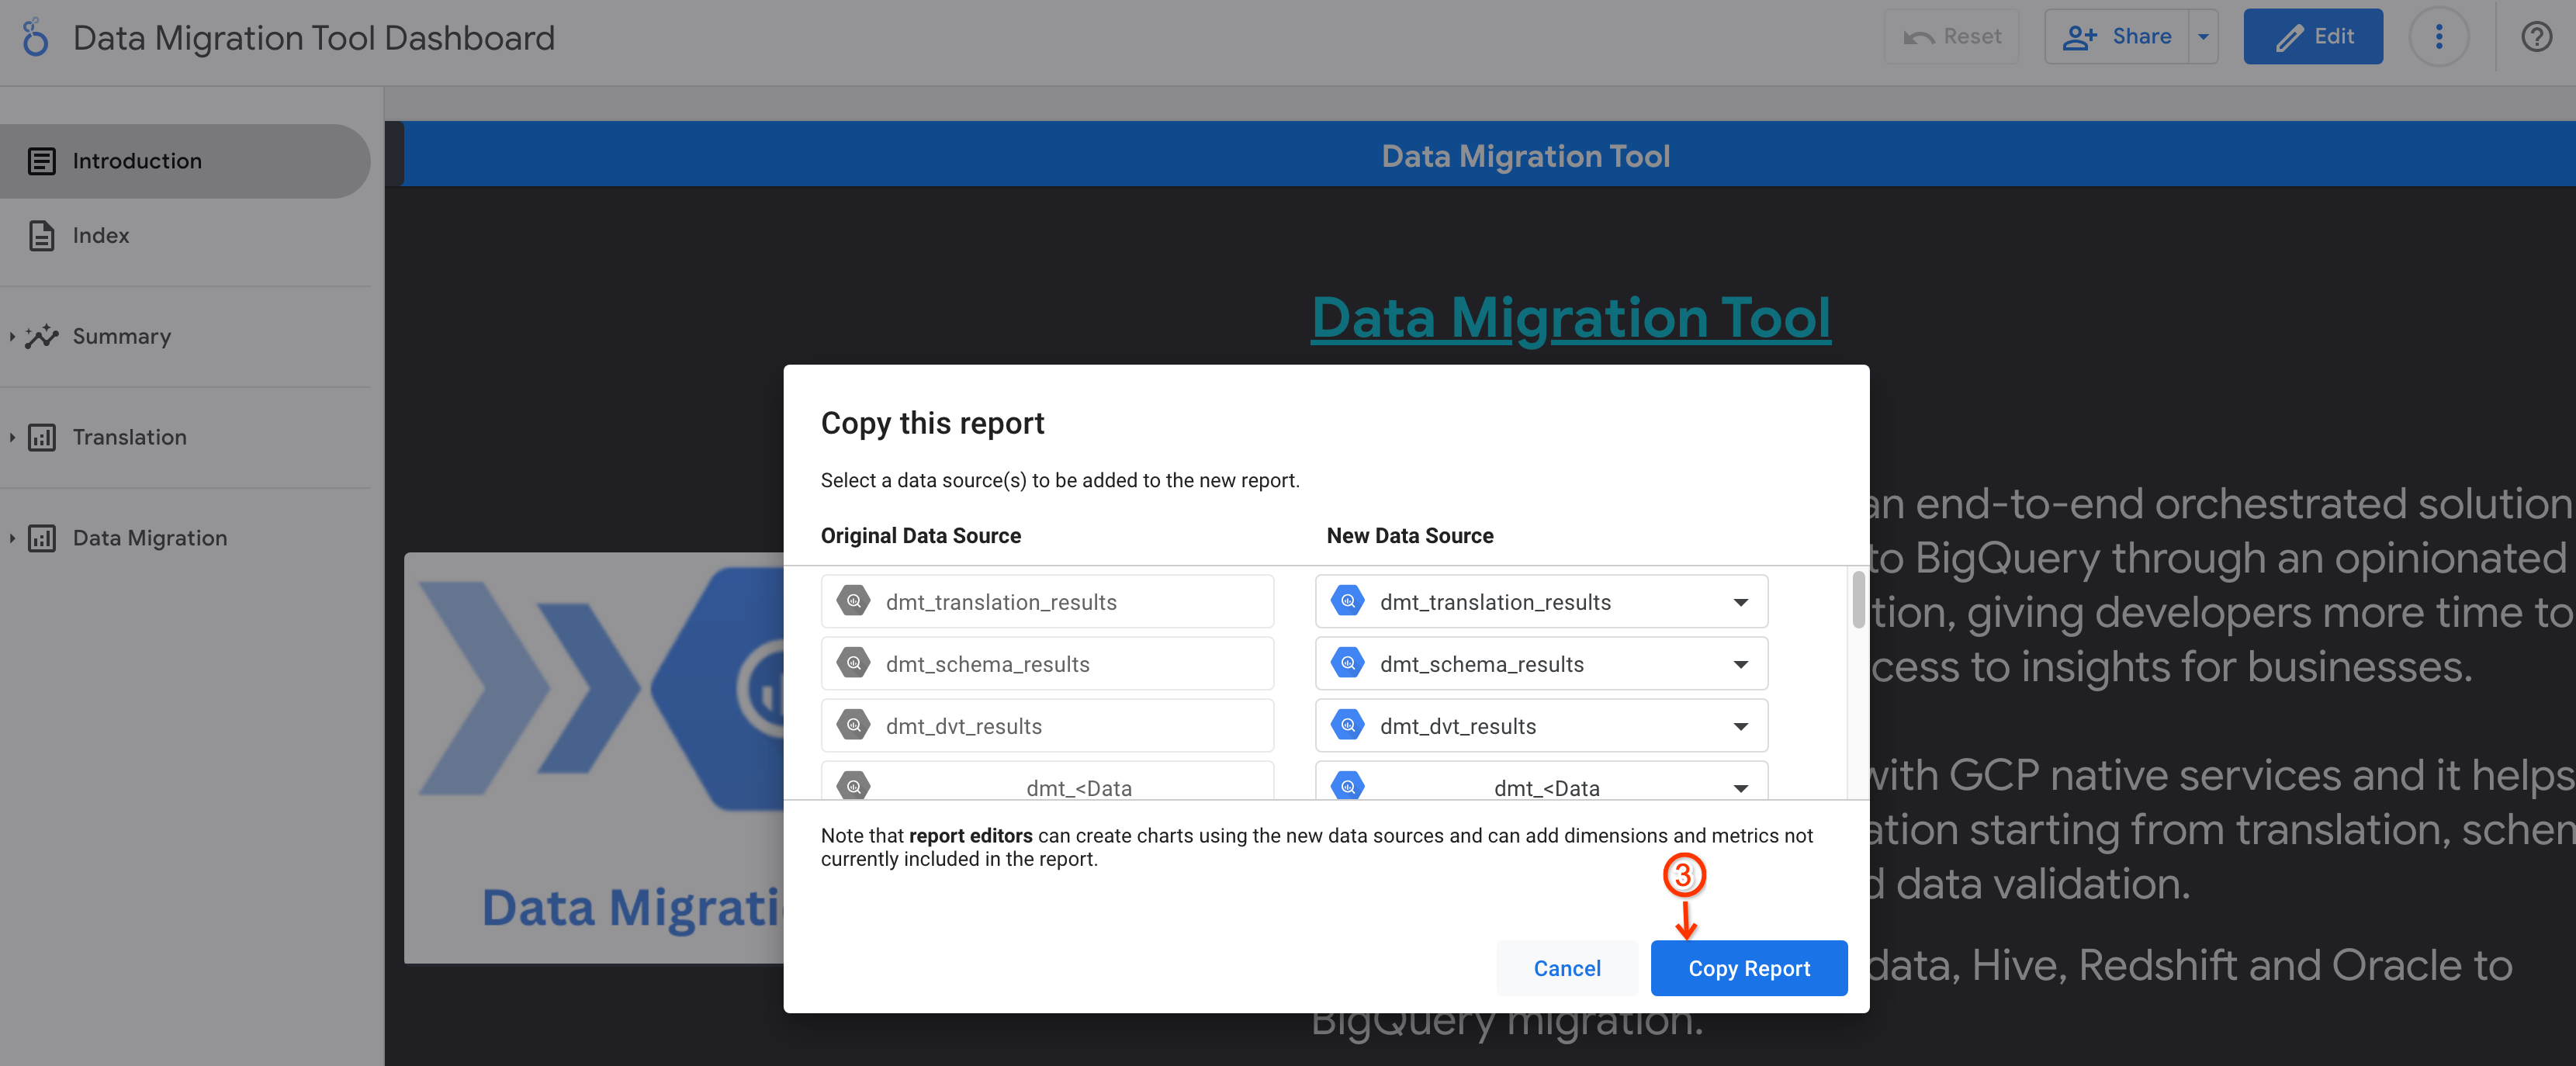 Data Migration Tool Dashboard
Reset
Share
Edit
Introduction
Index
Summary
Translation
Data Migration
Data Migration Tool
Data Migration Tool
an end-to-end orchestrated solution
to BigQuery through an opinionated
tion, giving developers more time to
cess to insights for businesses.
with GCP native services and it helps
ation starting from translation, schem
d data validation.
data, Hive, Redshift and Oracle to
BigQuery migration.
Data Migrati
Copy this report
Select a data source(s) to be added to the new report.
Original Data Source
New Data Source
dmt_translation_results
dmt_translation_results
dmt_schema_results
dmt_schema_results
dmt_dvt_results
dmt_dvt_results
dmt_<Data
dmt_<Data
Note that report editors can create charts using the new data sources and can add dimensions and metrics not
currently included in the report.
3
Cancel
Copy Report